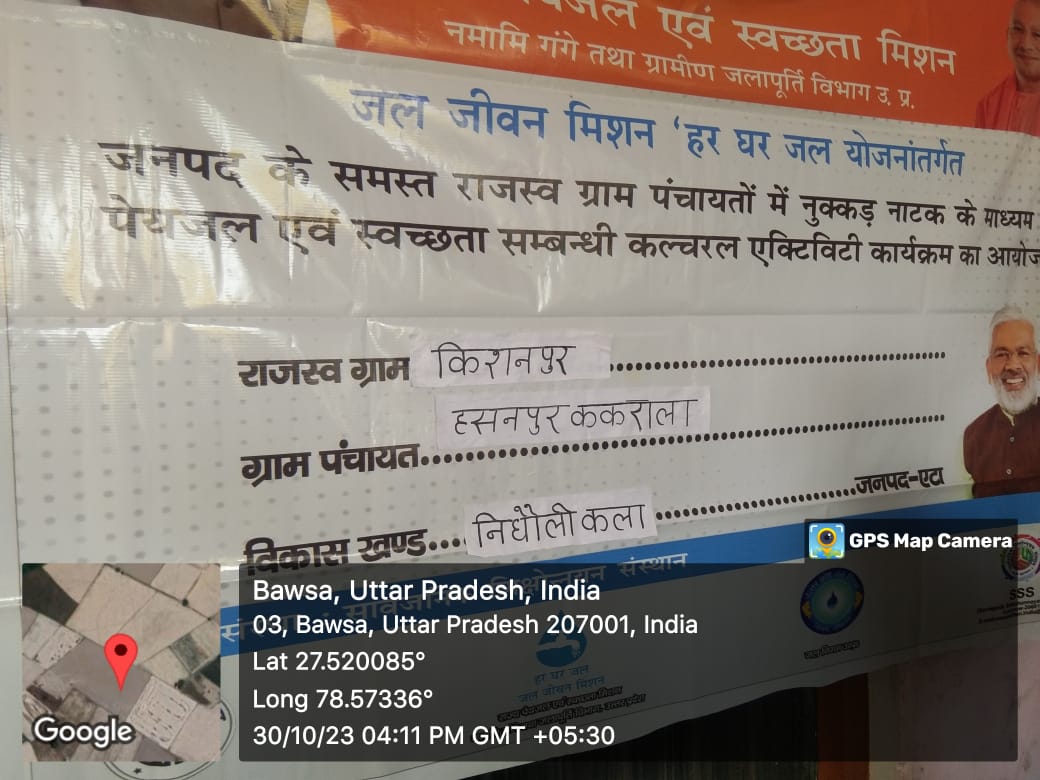 एवं स्वच्छता मिशन
नमामि गंगे तथा ग्रामीण जलापूर्ति विभाग उ. प्र.
जल जीवन मिशन 'हर घर जल योजनांतर्गत
जनपद के समस्त राजस्व ग्राम पंचायतों में नुक्कड़ नाटक के माध्यम
पेयजल एवं स्वच्छता सम्बन्धी कल्चरल एक्टिविटी कार्यक्रम का आयोज
राजस्व ग्राम किशनपुर
हसनपुर ककराला
ग्राम पंचायत
जनपद-एटा
विकास खण्ड.... निधौली कला
संस्थान
GPS Map Camera
SSS
Bawsa, Uttar Pradesh, India
03, Bawsa, Uttar Pradesh 207001, India
Lat 27.520085°
Long 78.57336°
30/10/23 04:11 PM GMT +05:30
हर घर जल
जल जीवन मिशन
Google